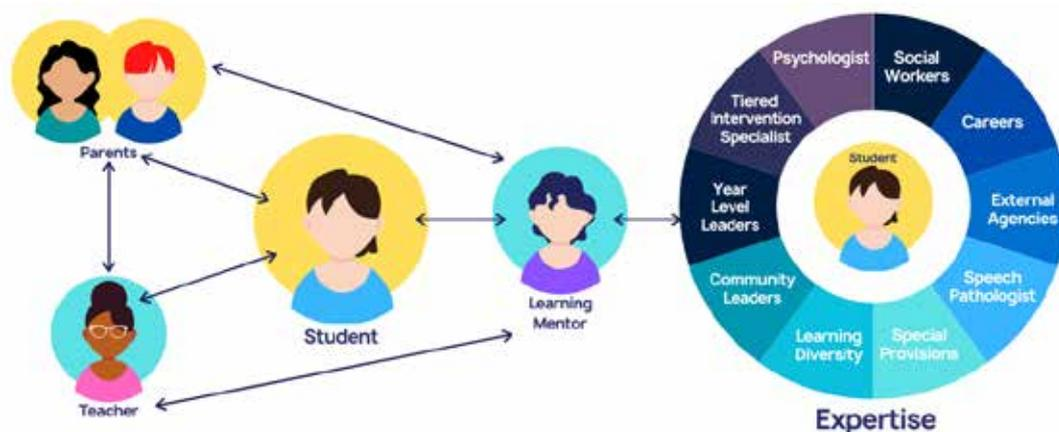 Parents
Teacher
Student
Learning
Mentor
Psychologist
Social
Workers
Careers
External
Agencies
Speech
Pathologist
Special
Provisions
Learning
Diversity
Community
Leaders
Year
Level
Leaders
Tiered
Intervention
Specialist
Student
Expertise